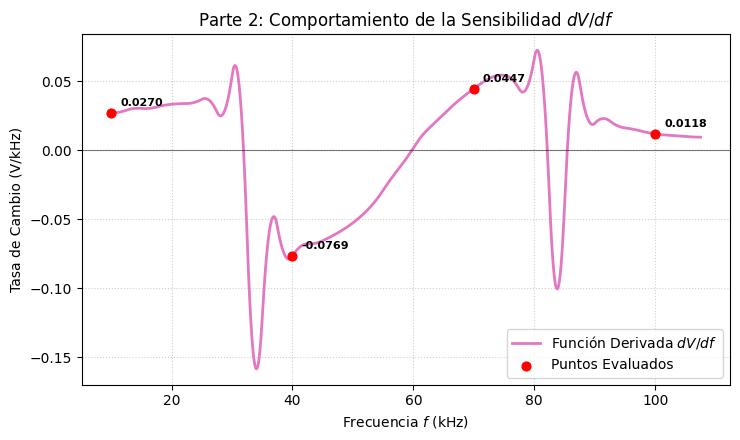 Parte 2: Comportamiento de la Sensibilidad dV/df
Tasa de Cambio (V/kHz)
0.05
0.00
−0.05
−0.10
−0.15
0.0270
-0.0769
0.0447
0.0118
Función Derivada dV/df
Puntos Evaluados
20
40
60
80
100
Frecuencia f (kHz)